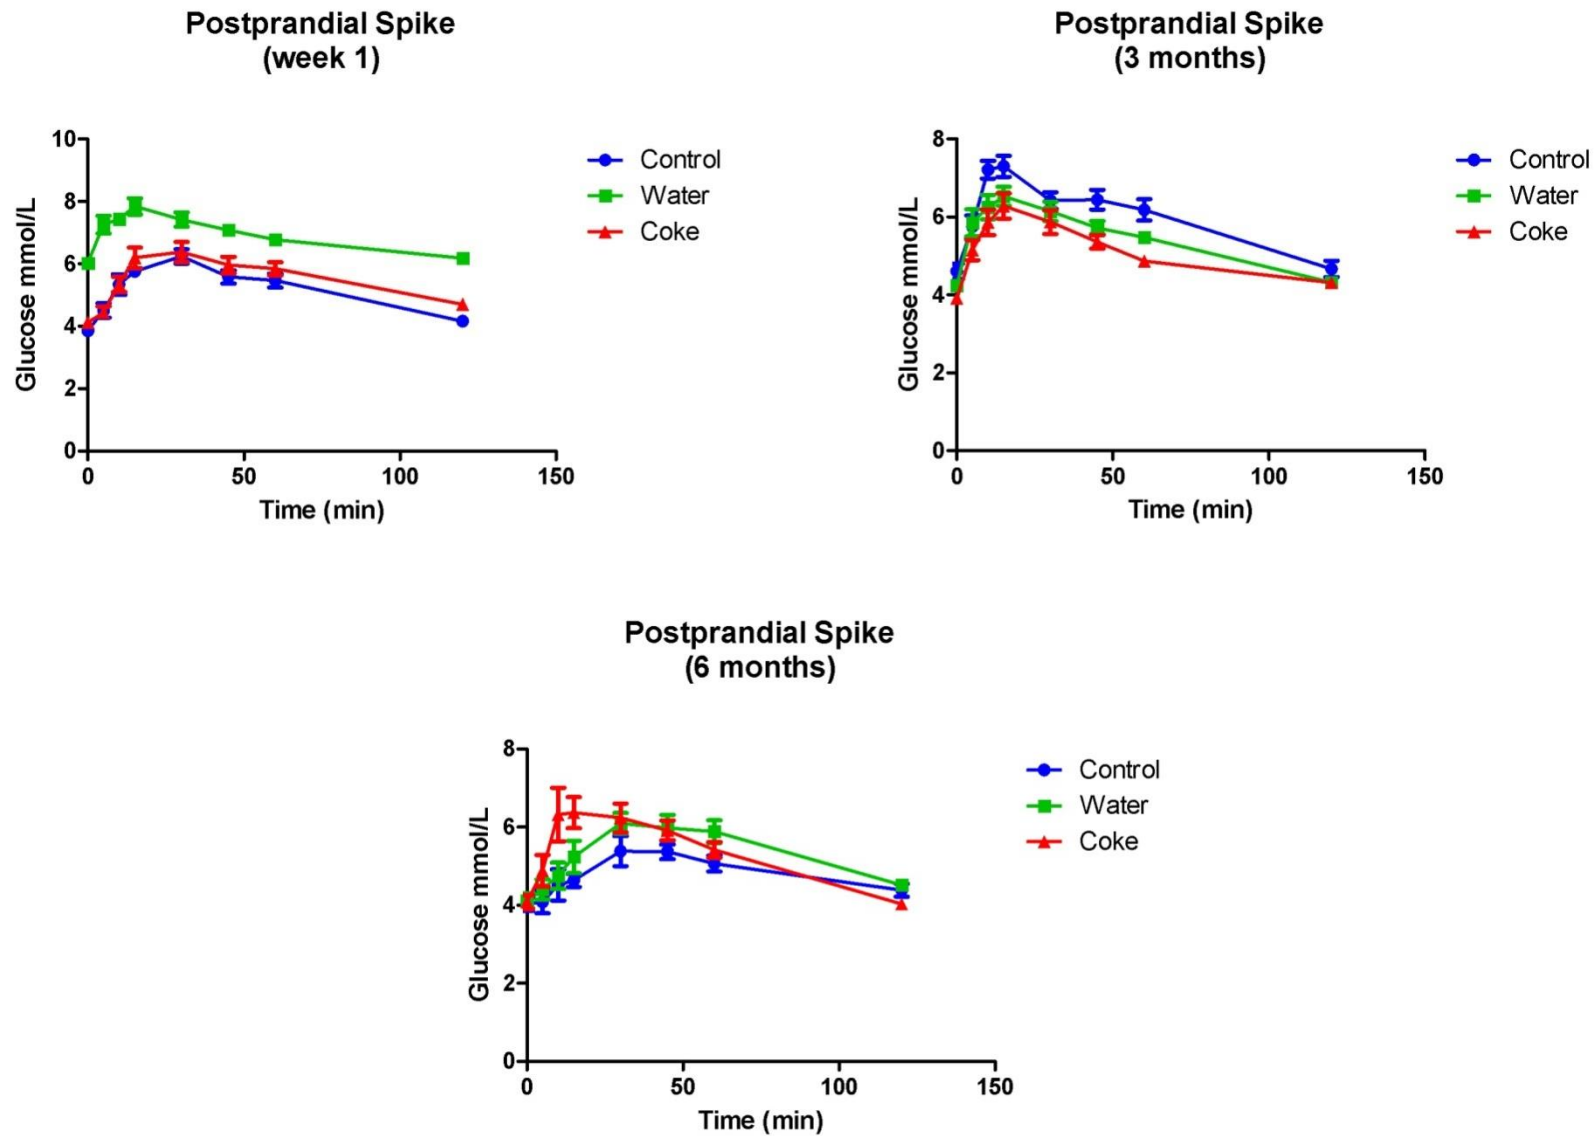 Postprandial Spike
(week 1)
10
8
6
4
2
0
Glucose mmol/L
0 50 100 150
Time (min)
Control
Water
Coke
Postprandial Spike
(3 months)
8
6
4
2
0
Glucose mmol/L
0 50 100 150
Time (min)
Control
Water
Coke
Postprandial Spike
(6 months)
8
6
4
2
0
Glucose mmol/L
0 50 100 150
Time (min)
Control
Water
Coke